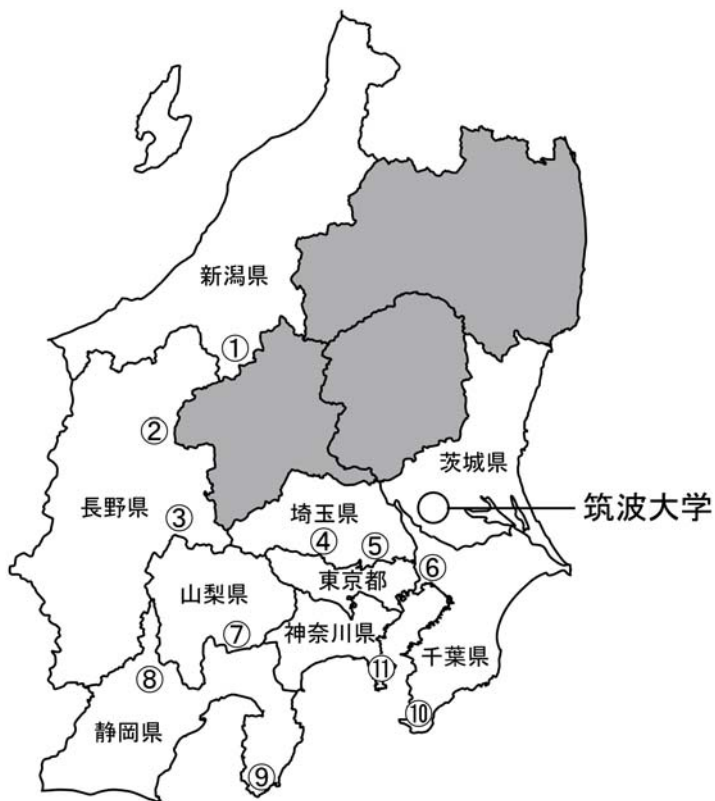 新潟県
①
②
茨城県
長野県
③
埼玉県
筑波大学
④
⑤
⑥
東京都
山梨県
⑦
神奈川県
千葉県
⑧
⑪
⑩
静岡県
⑨